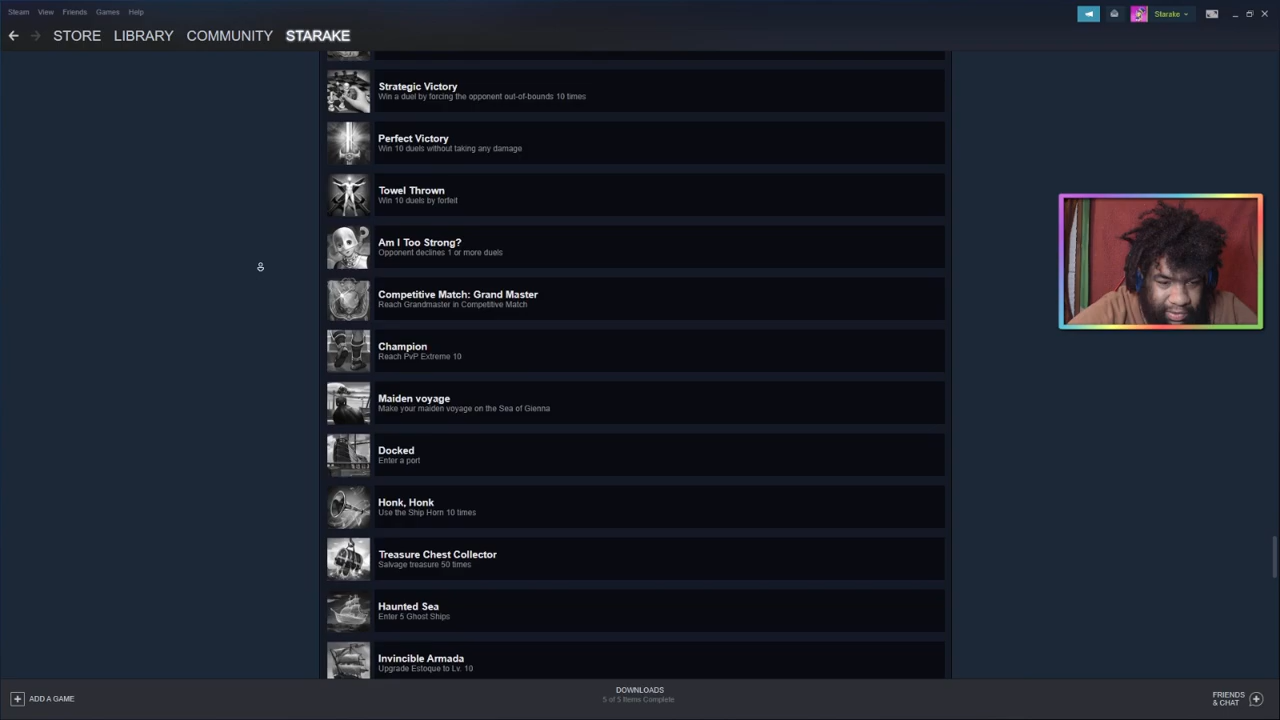 Steam View Friends Games Help
Starake
STORE LIBRARY COMMUNITY STARAKE
Strategic Victory
Win a duel by forcing the opponent out-of-bounds 10 times
Perfect Victory
Win 10 duels without taking any damage
Towel Thrown
Win 10 duels by forfeit
Am I Too Strong?
Opponent declines 1 or more duels
Competitive Match: Grand Master
Reach Grandmaster in Competitive Match
Champion
Reach PvP Extreme 10
Maiden voyage
Make your maiden voyage on the Sea of Gienna
Docked
Enter a port
Honk, Honk
Use the Ship Horn 10 times
Treasure Chest Collector
Salvage treasure 50 times
Haunted Sea
Enter 5 Ghost Ships
Invincible Armada
Upgrade Estoque to Lv. 10
ADD A GAME
DOWNLOADS
5 of 5 Items Complete
FRIENDS
& CHAT